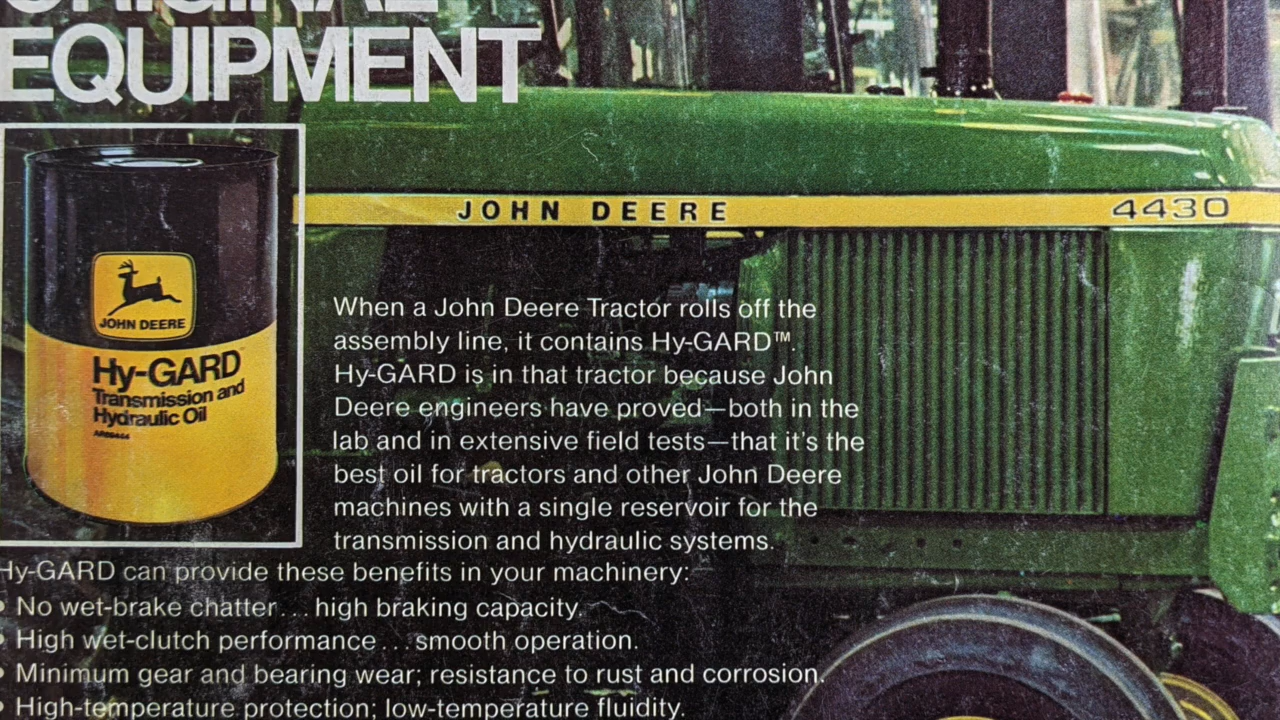 ORIGINAL
EQUIPMENT
JOHN DEERE 4430
JOHN DEERE
Hy-GARD
Transmission and
Hydraulic Oil
When a John Deere Tractor rolls off the
assembly line, it contains Hy-GARD™.
Hy-GARD is in that tractor because John
Deere engineers have proved—both in the
lab and in extensive field tests—that it's the
best oil for tractors and other John Deere
machines with a single reservoir for the
transmission and hydraulic systems.
Hy-GARD can provide these benefits in your machinery:
• No wet-brake chatter...high braking capacity.
• High wet-clutch performance...smooth operation.
• Minimum gear and bearing wear; resistance to rust and corrosion.
• High-temperature protection; low-temperature fluidity.